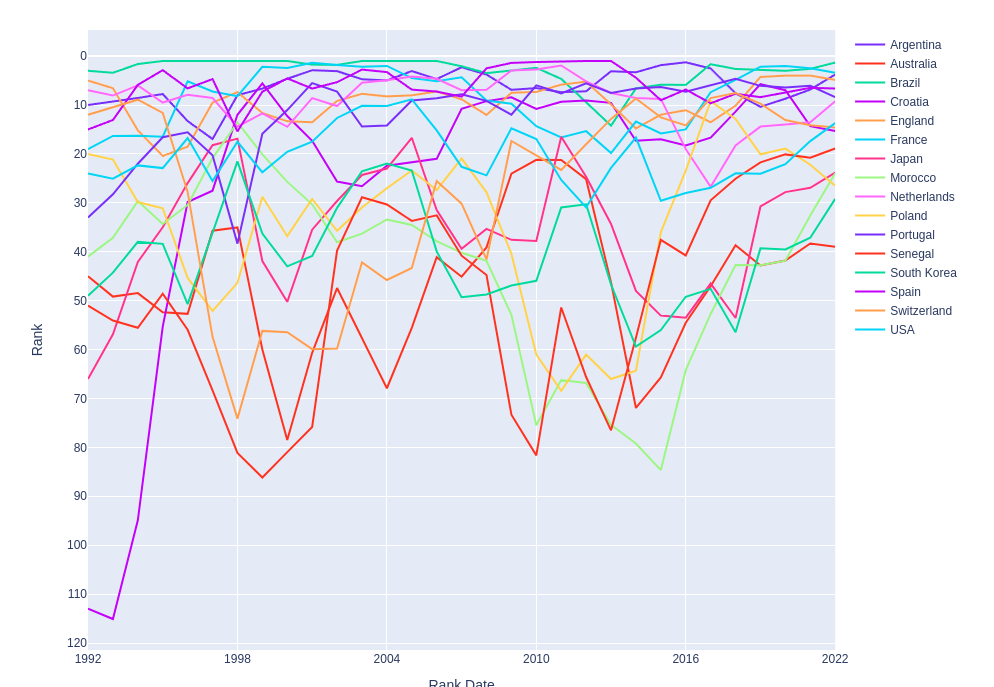 0
10
20
30
40
50
60
70
80
90
100
110
120
Rank
1992
1998
2004
2010
2016
2022
Rank Date
Argentina
Australia
Brazil
Croatia
England
France
Japan
Morocco
Netherlands
Poland
Portugal
Senegal
South Korea
Spain
Switzerland
USA